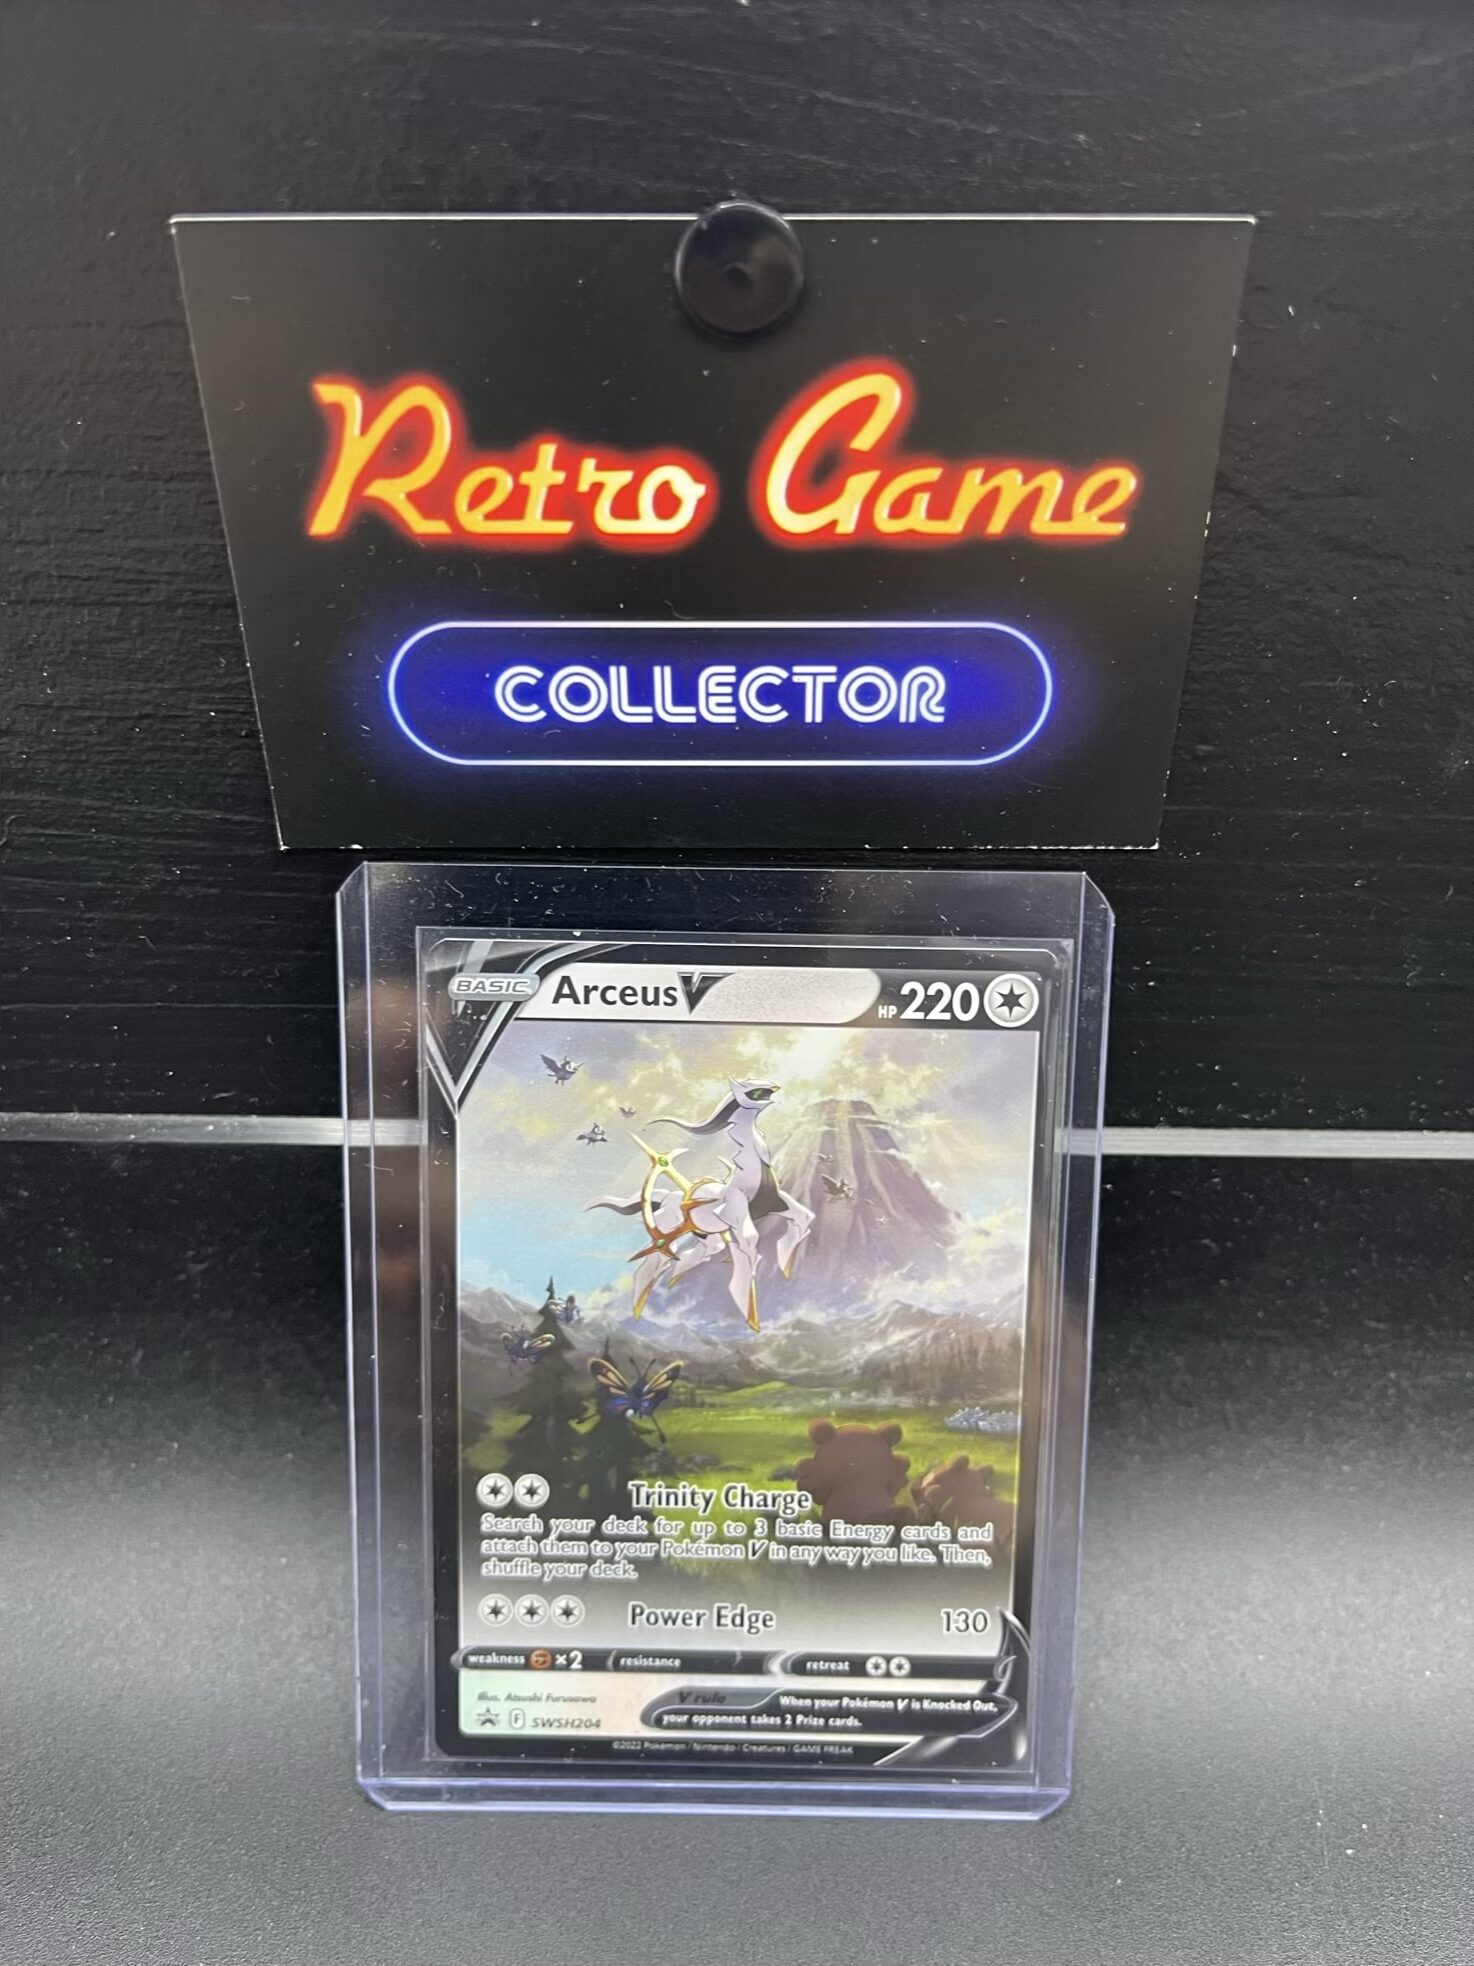 Retro Game
COLLECTOR
BASIC Arceus V HP 220
Trinity Charge
Search your deck for up to 3 basic Energy cards and
attach them to your Pokémon V in any way you like. Then,
shuffle your deck.
Power Edge 130
weakness ×2 resistance retreat
Illus. Atsushi Furusawa
V rule When your Pokémon V is Knocked Out,
your opponent takes 2 Prize cards.
F SWSH204
©2022 Pokémon / Nintendo / Creatures / GAME FREAK